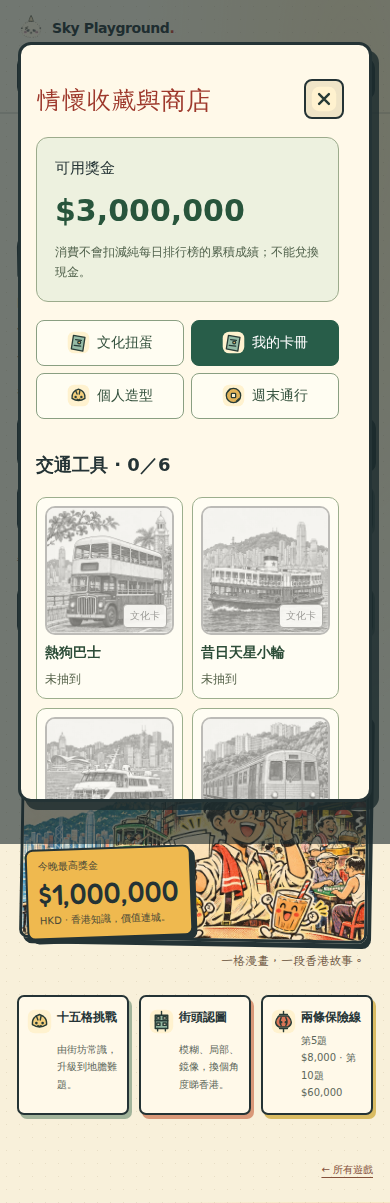 Sky Playground.
情懷收藏與商店
可用獎金
$3,000,000
消費不會扣減純每日排行榜的累積成績；不能兌換
現金。
文化扭蛋
我的卡冊
個人造型
週末通行
交通工具・0／6
文化卡
文化卡
熱狗巴士
昔日天星小輪
未抽到
未抽到
今晚最高獎金
$1,000,000
HKD・香港知識，價值連城。
一格漫畫，一段香港故事。
十五格挑戰
由街坊常識，
升級到地膽難
題。
街頭認圖
模糊、局部、
鏡像，換個角
度睇香港。
兩條保險線
第5題
$8,000・第
10題
$60,000
← 所有遊戲